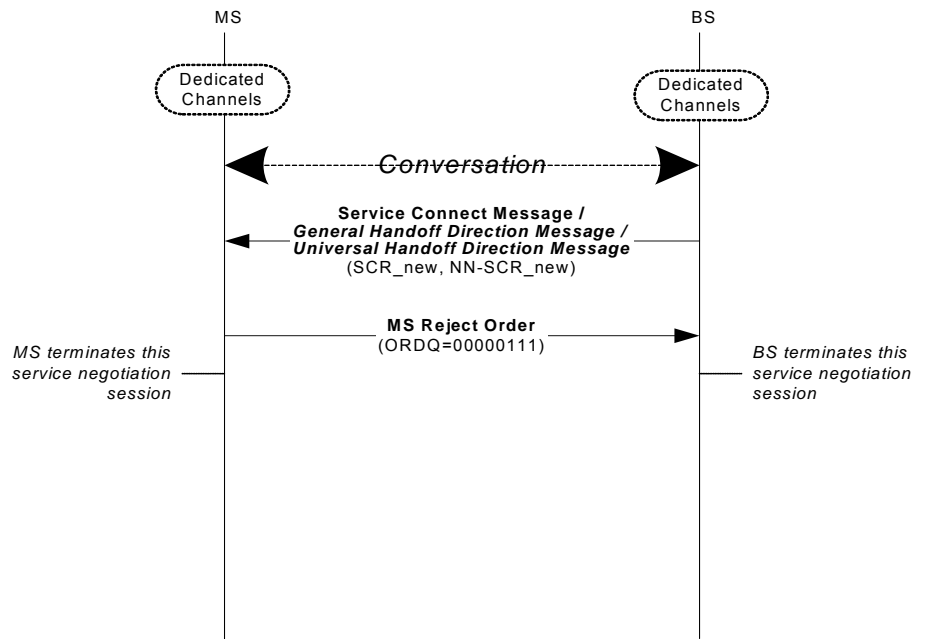 MS
BS
Dedicated
Channels
Dedicated
Channels
Conversation
Service Connect Message /
General Handoff Direction Message /
Universal Handoff Direction Message
(SCR_new, NN-SCR_new)
MS Reject Order
(ORDQ=00000111)
MS terminates this
service negotiation
session
BS terminates this
service negotiation
session